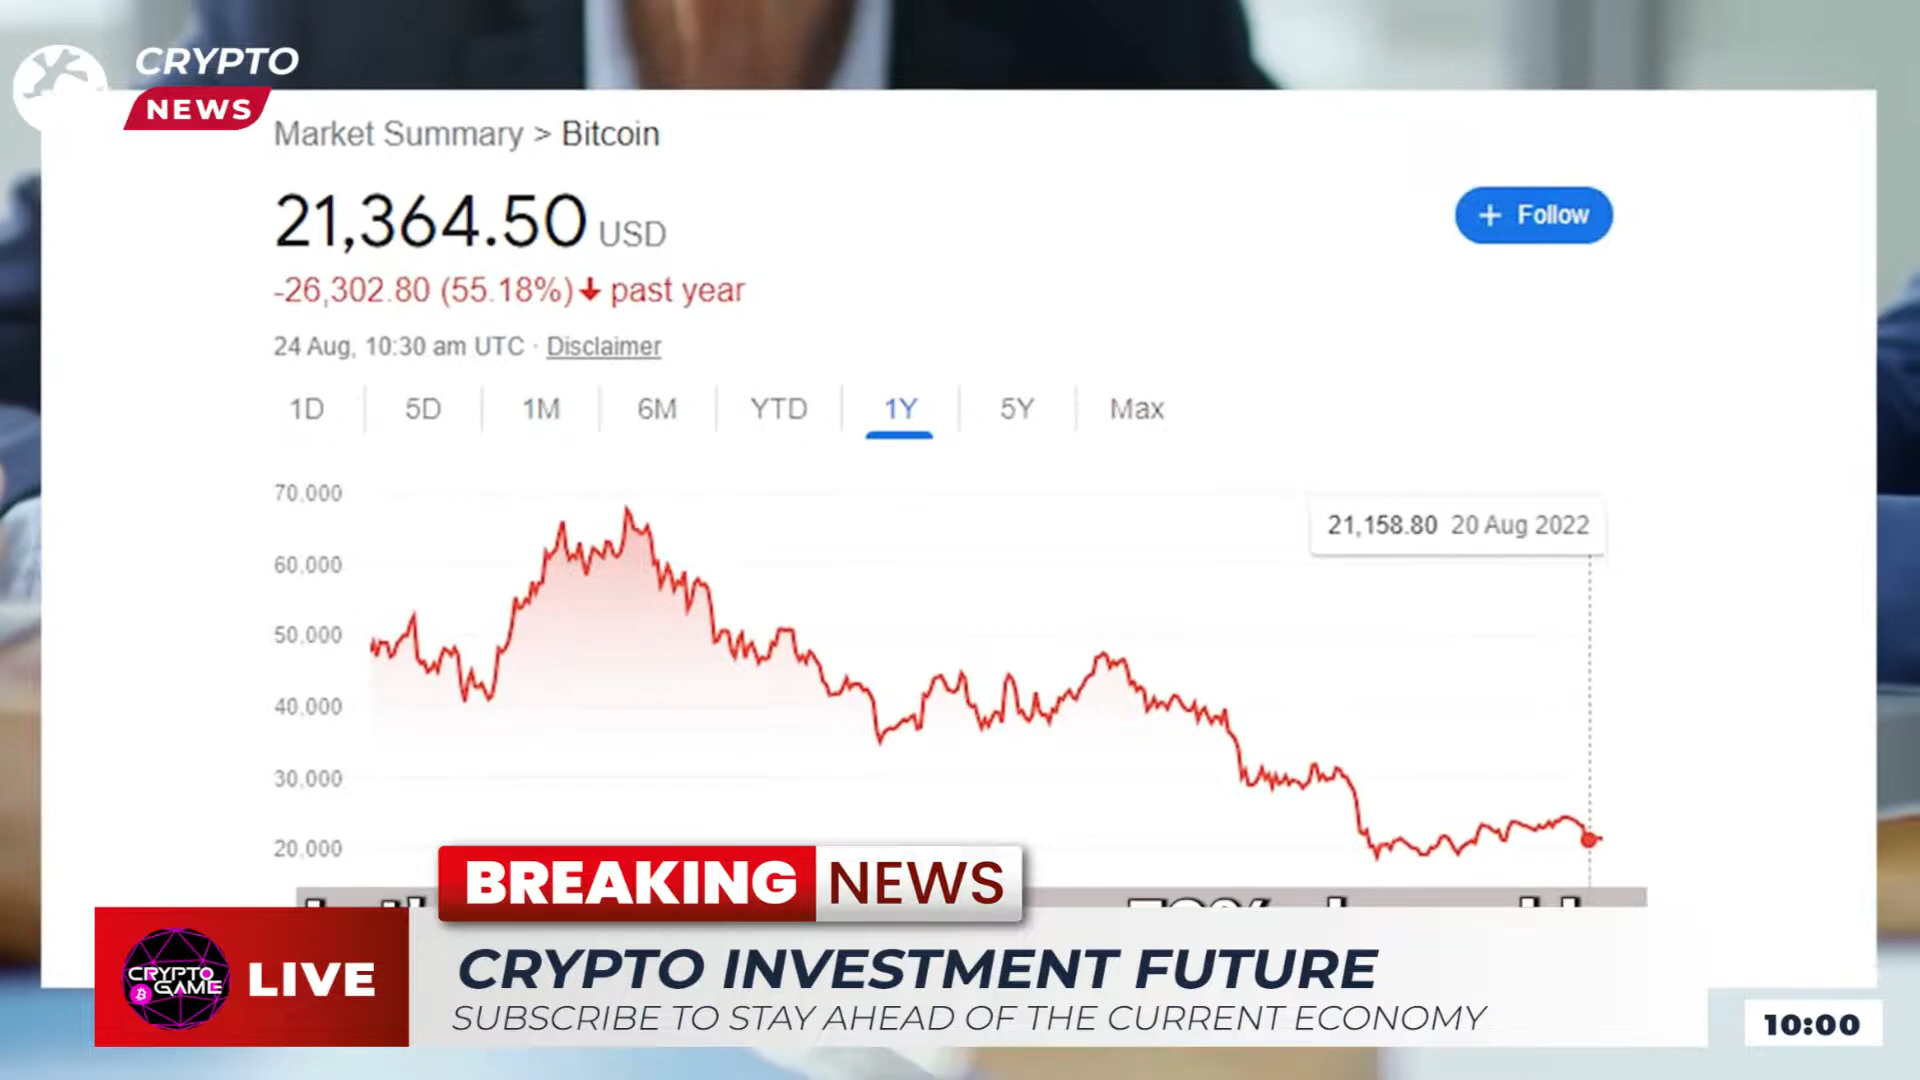 CRYPTO
NEWS
Market Summary > Bitcoin
21,364.50 USD
+ Follow
-26,302.80 (55.18%) past year
24 Aug, 10:30 am UTC · Disclaimer
1D 5D 1M 6M YTD 1Y 5Y Max
70,000
21,158.80 20 Aug 2022
60,000
50,000
40,000
30,000
20,000
BREAKING NEWS
CRYPTO GAME
LIVE
CRYPTO INVESTMENT FUTURE
SUBSCRIBE TO STAY AHEAD OF THE CURRENT ECONOMY
10:00